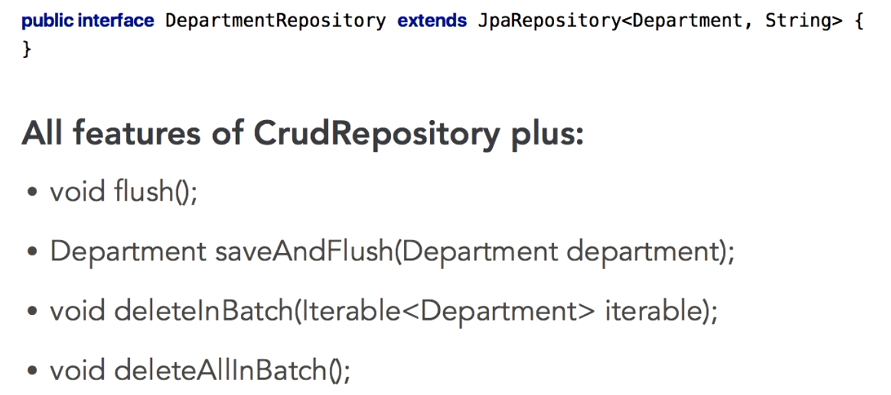 public interface DepartmentRepository extends JpaRepository<Department, String> {
}
All features of CrudRepository plus:
• void flush();
• Department saveAndFlush(Department department);
• void deleteInBatch(Iterable<Department> iterable);
• void deleteAllInBatch();